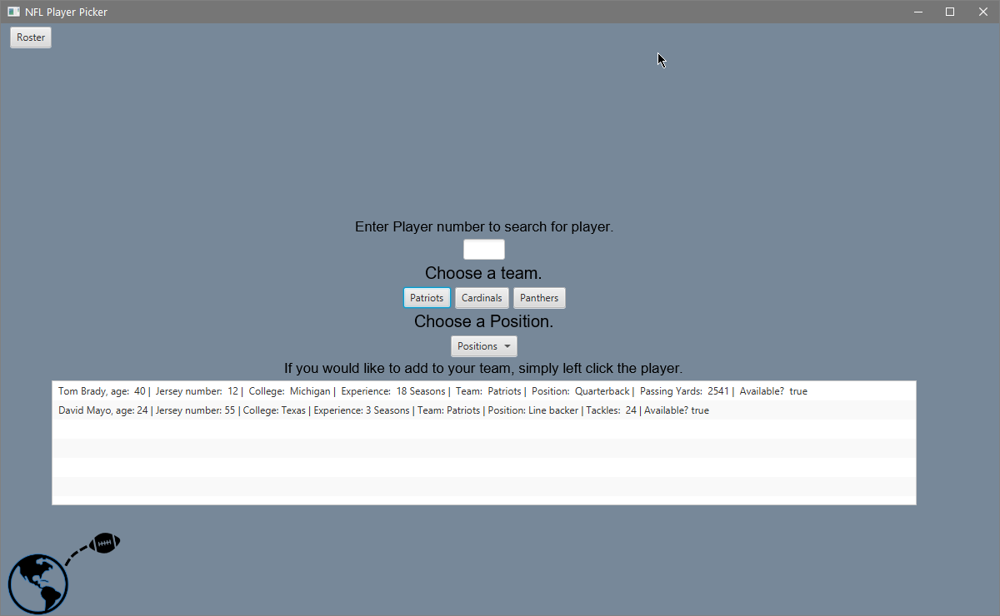 NFL Player Picker
Roster
Enter Player number to search for player.
Choose a team.
Patriots Cardinals Panthers
Choose a Position.
Positions
If you would like to add to your team, simply left click the player.
Tom Brady, age:  40 |  Jersey number:  12 |  College:  Michigan |  Experience:  18 Seasons |  Team:  Patriots |  Position:  Quarterback |  Passing Yards:  2541 |  Available?  true
David Mayo, age: 24 | Jersey number: 55 | College: Texas | Experience: 3 Seasons | Team: Patriots | Position: Line backer | Tackles:  24 | Available? true